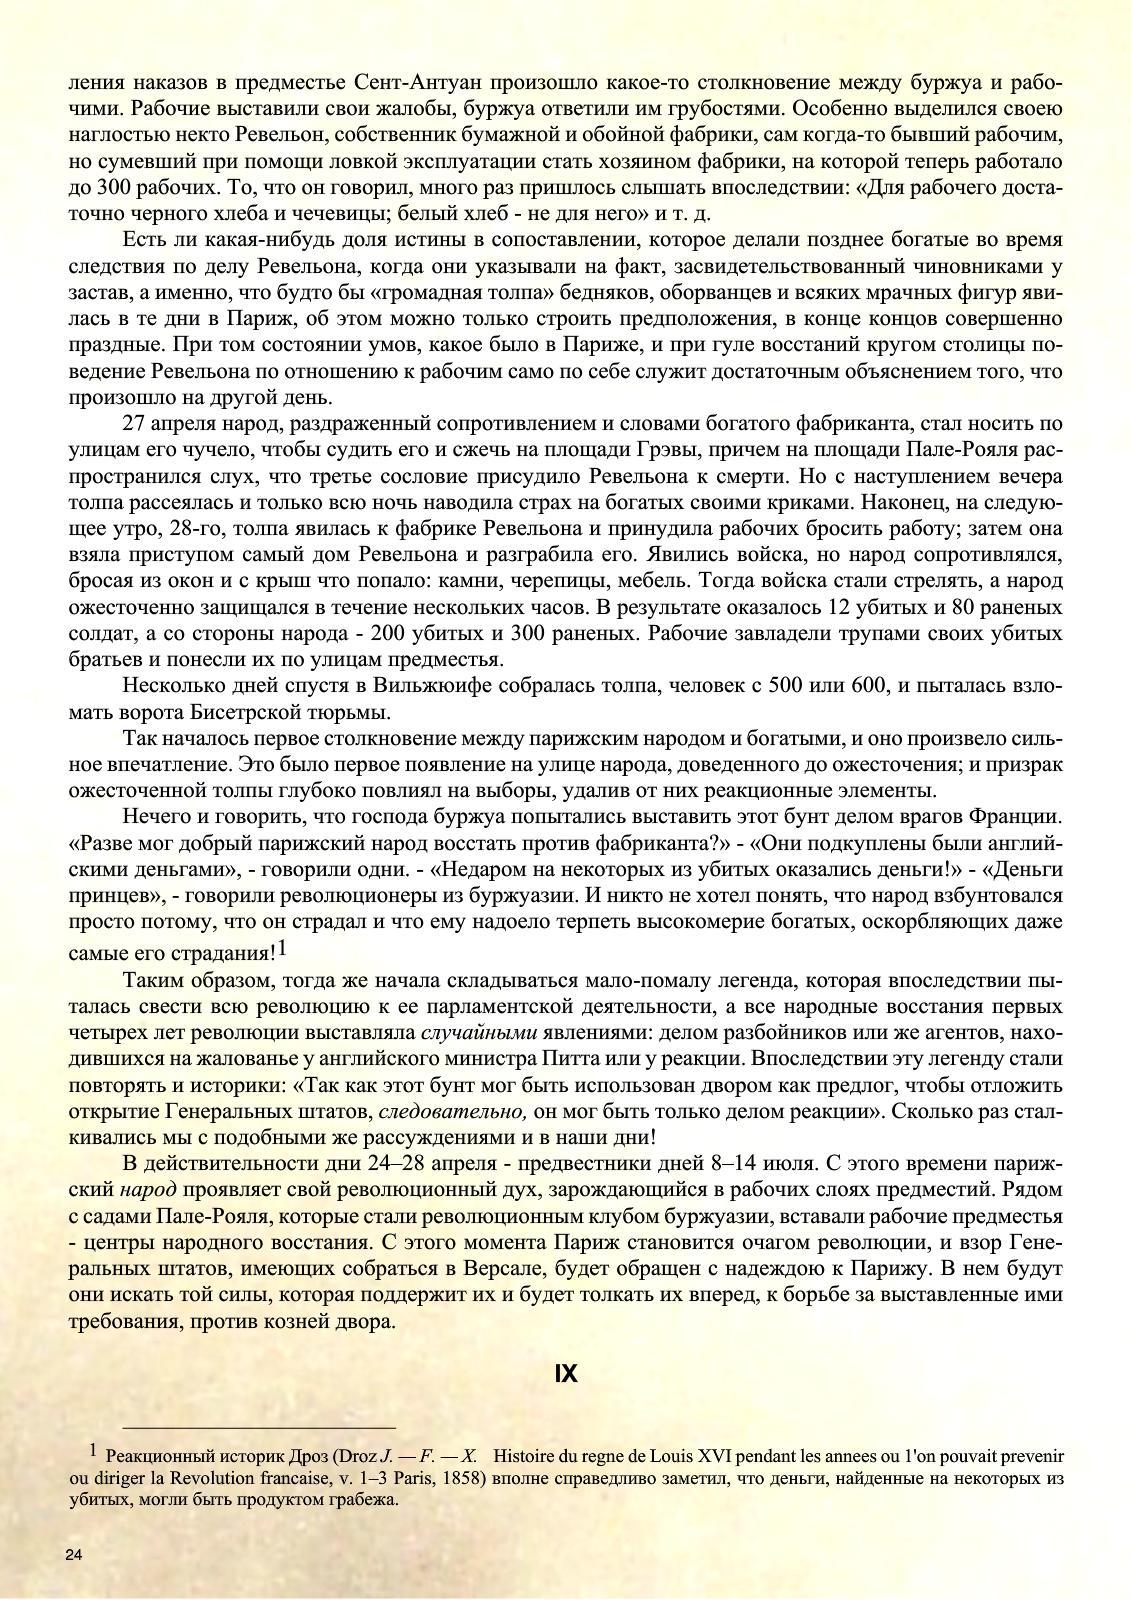 ления наказов в предместье Сент-Антуан произошло какое-то столкновение между буржуа и рабо-
чими. Рабочие выставили свои жалобы, буржуа ответили им грубостями. Особенно выделился своею
наглостью некто Ревельон, собственник бумажной и обойной фабрики, сам когда-то бывший рабочим,
но сумевший при помощи ловкой эксплуатации стать хозяином фабрики, на которой теперь работало
до 300 рабочих. То, что он говорил, много раз пришлось слышать впоследствии: «Для рабочего доста-
точно черного хлеба и чечевицы; белый хлеб - не для него» и т. д.
Есть ли какая-нибудь доля истины в сопоставлении, которое делали позднее богатые во время
следствия по делу Ревельона, когда они указывали на факт, засвидетельствованный чиновниками у
застав, а именно, что будто бы «громадная толпа» бедняков, оборванцев и всяких мрачных фигур яви-
лась в те дни в Париж, об этом можно только строить предположения, в конце концов совершенно
праздные. При том состоянии умов, какое было в Париже, и при гуле восстаний кругом столицы по-
ведение Ревельона по отношению к рабочим само по себе служит достаточным объяснением того, что
произошло на другой день.
27 апреля народ, раздраженный сопротивлением и словами богатого фабриканта, стал носить по
улицам его чучело, чтобы судить его и сжечь на площади Грэвы, причем на площади Пале-Рояля рас-
пространился слух, что третье сословие присудило Ревельона к смерти. Но с наступлением вечера
толпа рассеялась и только всю ночь наводила страх на богатых своими криками. Наконец, на следую-
щее утро, 28-го, толпа явилась к фабрике Ревельона и принудила рабочих бросить работу; затем она
взяла приступом самый дом Ревельона и разграбила его. Явились войска, но народ сопротивлялся,
бросая из окон и с крыш что попало: камни, черепицы, мебель. Тогда войска стали стрелять, а народ
ожесточенно защищался в течение нескольких часов. В результате оказалось 12 убитых и 80 раненых
солдат, а со стороны народа - 200 убитых и 300 раненых. Рабочие завладели трупами своих убитых
братьев и понесли их по улицам предместья.
Несколько дней спустя в Вильжюифе собралась толпа, человек с 500 или 600, и пыталась взло-
мать ворота Бисетрской тюрьмы.
Так началось первое столкновение между парижским народом и богатыми, и оно произвело силь-
ное впечатление. Это было первое появление на улице народа, доведенного до ожесточения; и призрак
ожесточенной толпы глубоко повлиял на выборы, удалив от них реакционные элементы.
Нечего и говорить, что господа буржуа попытались выставить этот бунт делом врагов Франции.
«Разве мог добрый парижский народ восстать против фабриканта?» - «Они подкуплены были англий-
скими деньгами», - говорили одни. - «Недаром на некоторых из убитых оказались деньги!» - «Деньги
принцев», - говорили революционеры из буржуазии. И никто не хотел понять, что народ взбунтовался
просто потому, что он страдал и что ему надоело терпеть высокомерие богатых, оскорбляющих даже
самые его страдания!1
Таким образом, тогда же начала складываться мало-помалу легенда, которая впоследствии пы-
талась свести всю революцию к ее парламентской деятельности, а все народные восстания первых
четырех лет революции выставляла случайными явлениями: делом разбойников или же агентов, нахо-
дившихся на жалованье у английского министра Питта или у реакции. Впоследствии эту легенду стали
повторять и историки: «Так как этот бунт мог быть использован двором как предлог, чтобы отложить
открытие Генеральных штатов, следовательно, он мог быть только делом реакции». Сколько раз стал-
кивались мы с подобными же рассуждениями и в наши дни!
В действительности дни 24–28 апреля - предвестники дней 8–14 июля. С этого времени париж-
ский народ проявляет свой революционный дух, зарождающийся в рабочих слоях предместий. Рядом
с садами Пале-Рояля, которые стали революционным клубом буржуазии, вставали рабочие предместья
- центры народного восстания. С этого момента Париж становится очагом революции, и взор Гене-
ральных штатов, имеющих собраться в Версале, будет обращен с надеждою к Парижу. В нем будут
они искать той силы, которая поддержит их и будет толкать их вперед, к борьбе за выставленные ими
требования, против козней двора.
IX
1 Реакционный историк Дроз (Droz J. — F. — X. Histoire du regne de Louis XVI pendant les annees ou 1'on pouvait prevenir
ou diriger la Revolution francaise, v. 1–3 Paris, 1858) вполне справедливо заметил, что деньги, найденные на некоторых из
убитых, могли быть продуктом грабежа.
24